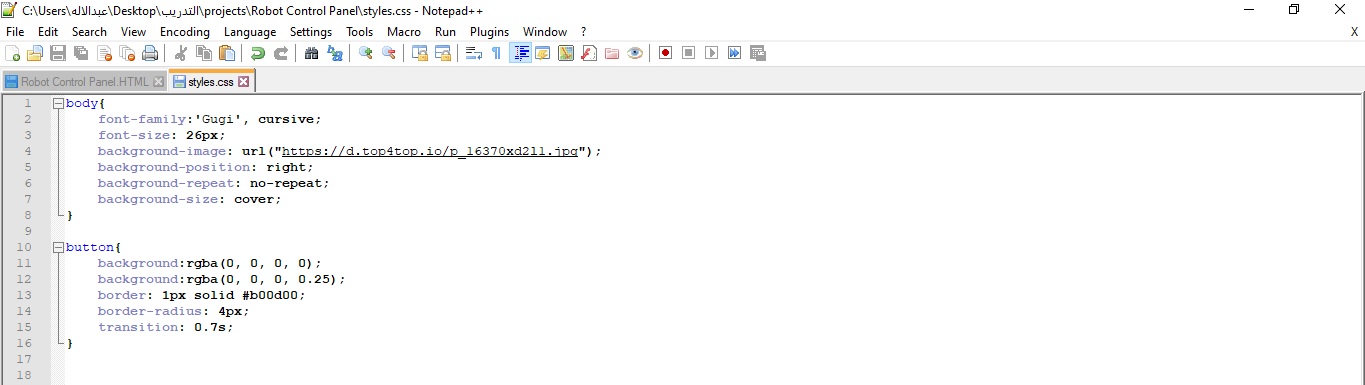 C:\Users\عبدالاله\Desktop\التدريب\projects\Robot Control Panel\styles.css - Notepad++
File Edit Search View Encoding Language Settings Tools Macro Run Plugins Window ? X
Robot Control Panel.HTML styles.css
1 body{
2 font-family:'Gugi', cursive;
3 font-size: 26px;
4 background-image: url("https://d.top4top.io/p_16370xd2l1.jpg");
5 background-position: right;
6 background-repeat: no-repeat;
7 background-size: cover;
8 }
9
10 button{
11 background:rgba(0, 0, 0, 0);
12 background:rgba(0, 0, 0, 0.25);
13 border: 1px solid #b00d00;
14 border-radius: 4px;
15 transition: 0.7s;
16 }
17
18